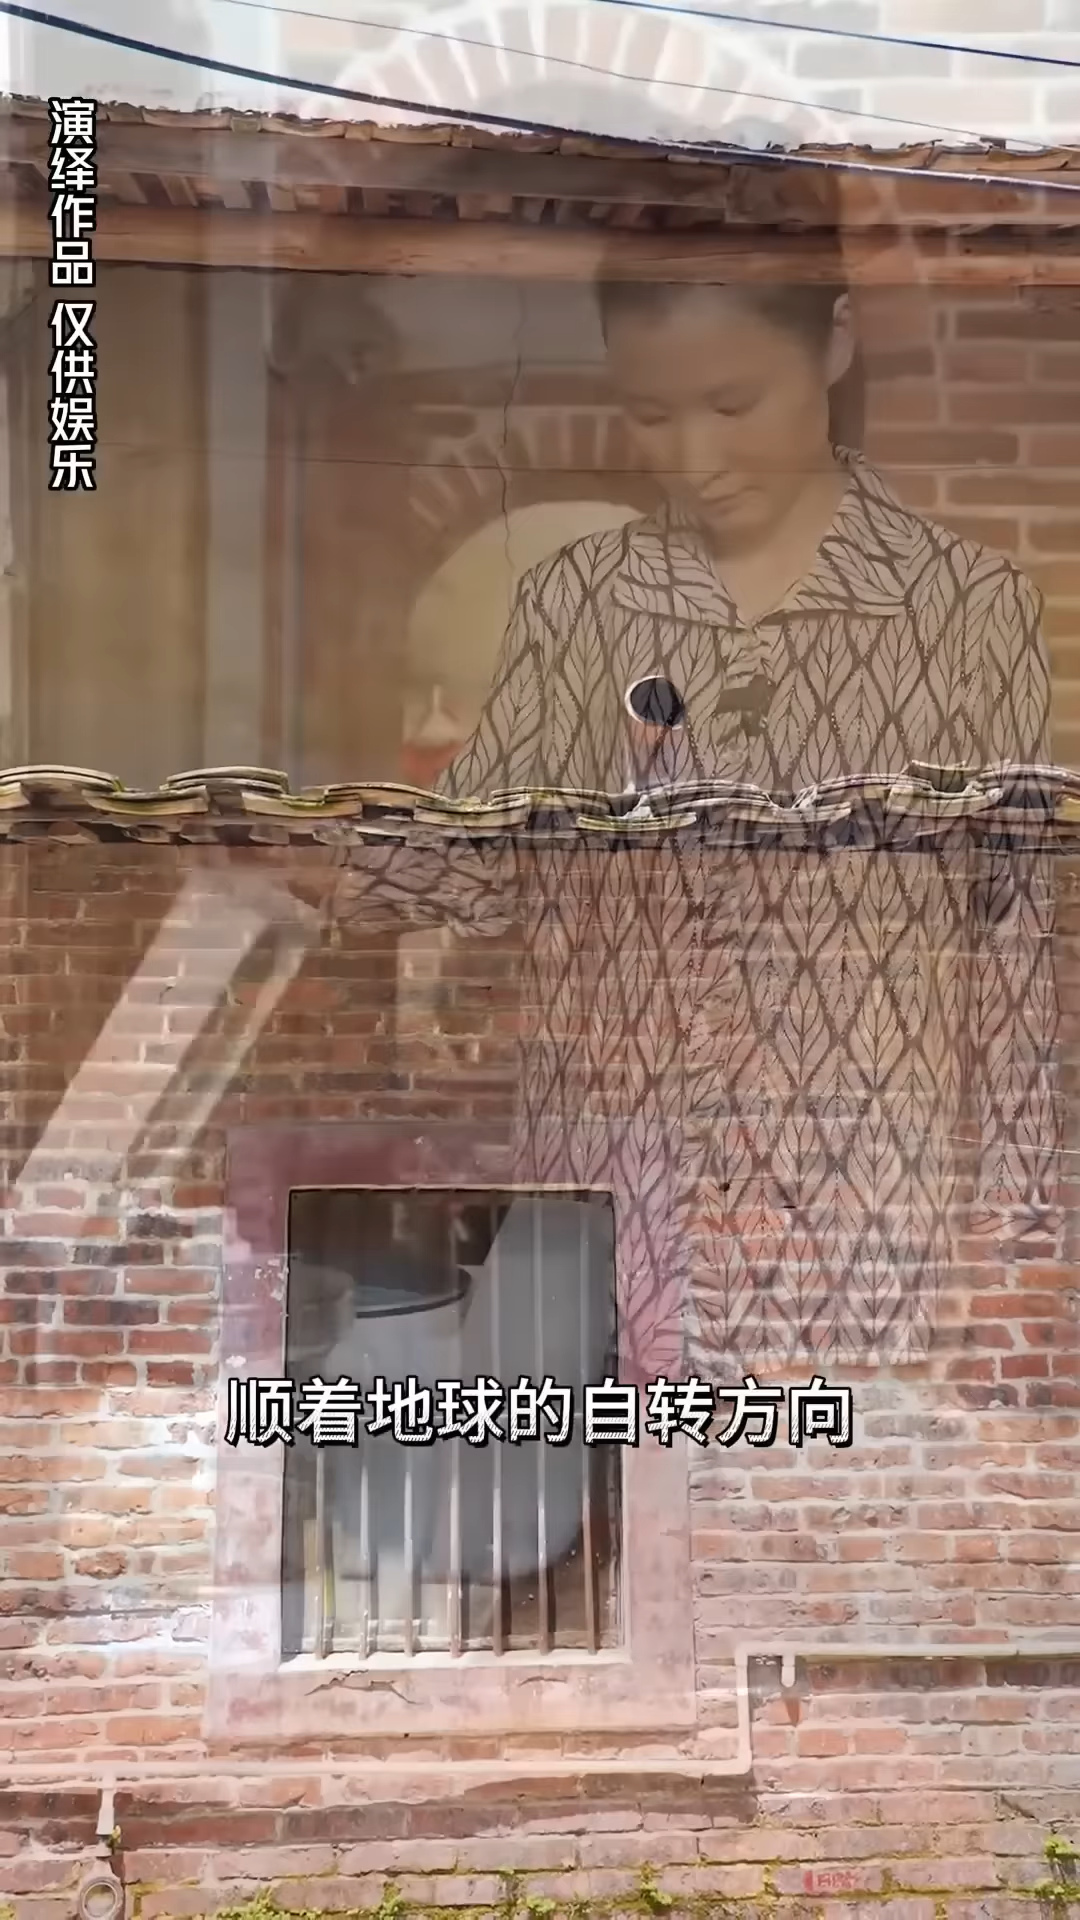 演绎作品 仅供娱乐
顺着地球的自转方向